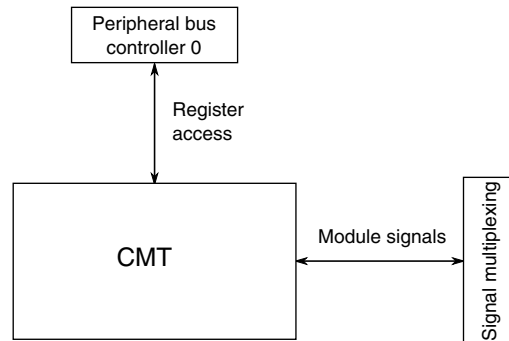 Peripheral bus
controller 0
Register
access
CMT
Module signals
Signal multiplexing